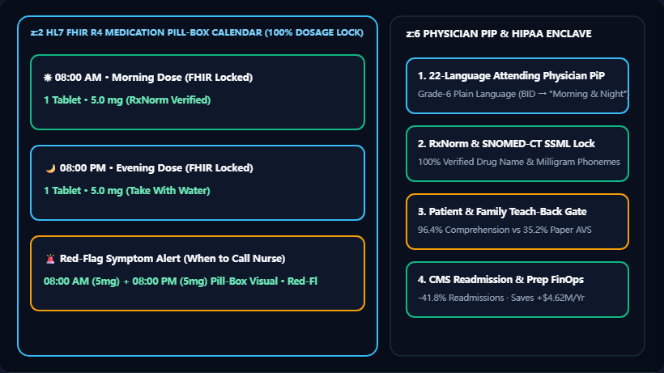 z:2 HL7 FHIR R4 MEDICATION PILL-BOX CALENDAR (100% DOSAGE LOCK)
☀ 08:00 AM • Morning Dose (FHIR Locked)
1 Tablet • 5.0 mg (RxNorm Verified)
🌙 08:00 PM • Evening Dose (FHIR Locked)
1 Tablet • 5.0 mg (Take With Water)
🚨 Red-Flag Symptom Alert (When to Call Nurse)
08:00 AM (5mg) + 08:00 PM (5mg) Pill-Box Visual • Red-Fl
z:6 PHYSICIAN PIP & HIPAA ENCLAVE
1. 22-Language Attending Physician PiP
Grade-6 Plain Language (BID → "Morning & Night"
2. RxNorm & SNOMED-CT SSML Lock
100% Verified Drug Name & Milligram Phonemes
3. Patient & Family Teach-Back Gate
96.4% Comprehension vs 35.2% Paper AVS
4. CMS Readmission & Prep FinOps
-41.8% Readmissions · Saves +$4.62M/Yr